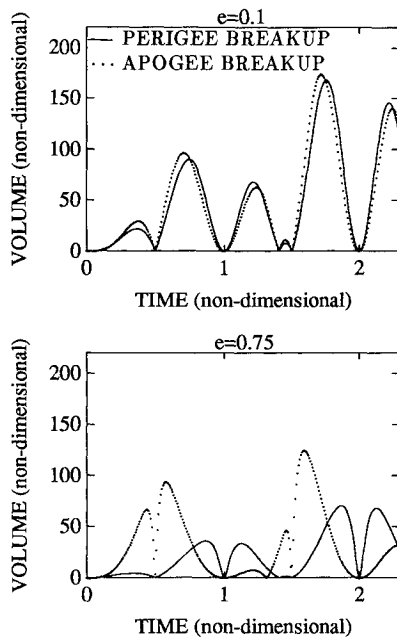 e=0.1
200
PERIGEE BREAKUP
APOGEE BREAKUP
150
100
50
0
0
1
2
VOLUME (non-dimensional)
TIME (non-dimensional)
e=0.75
200
150
100
50
0
0
1
2
VOLUME (non-dimensional)
TIME (non-dimensional)